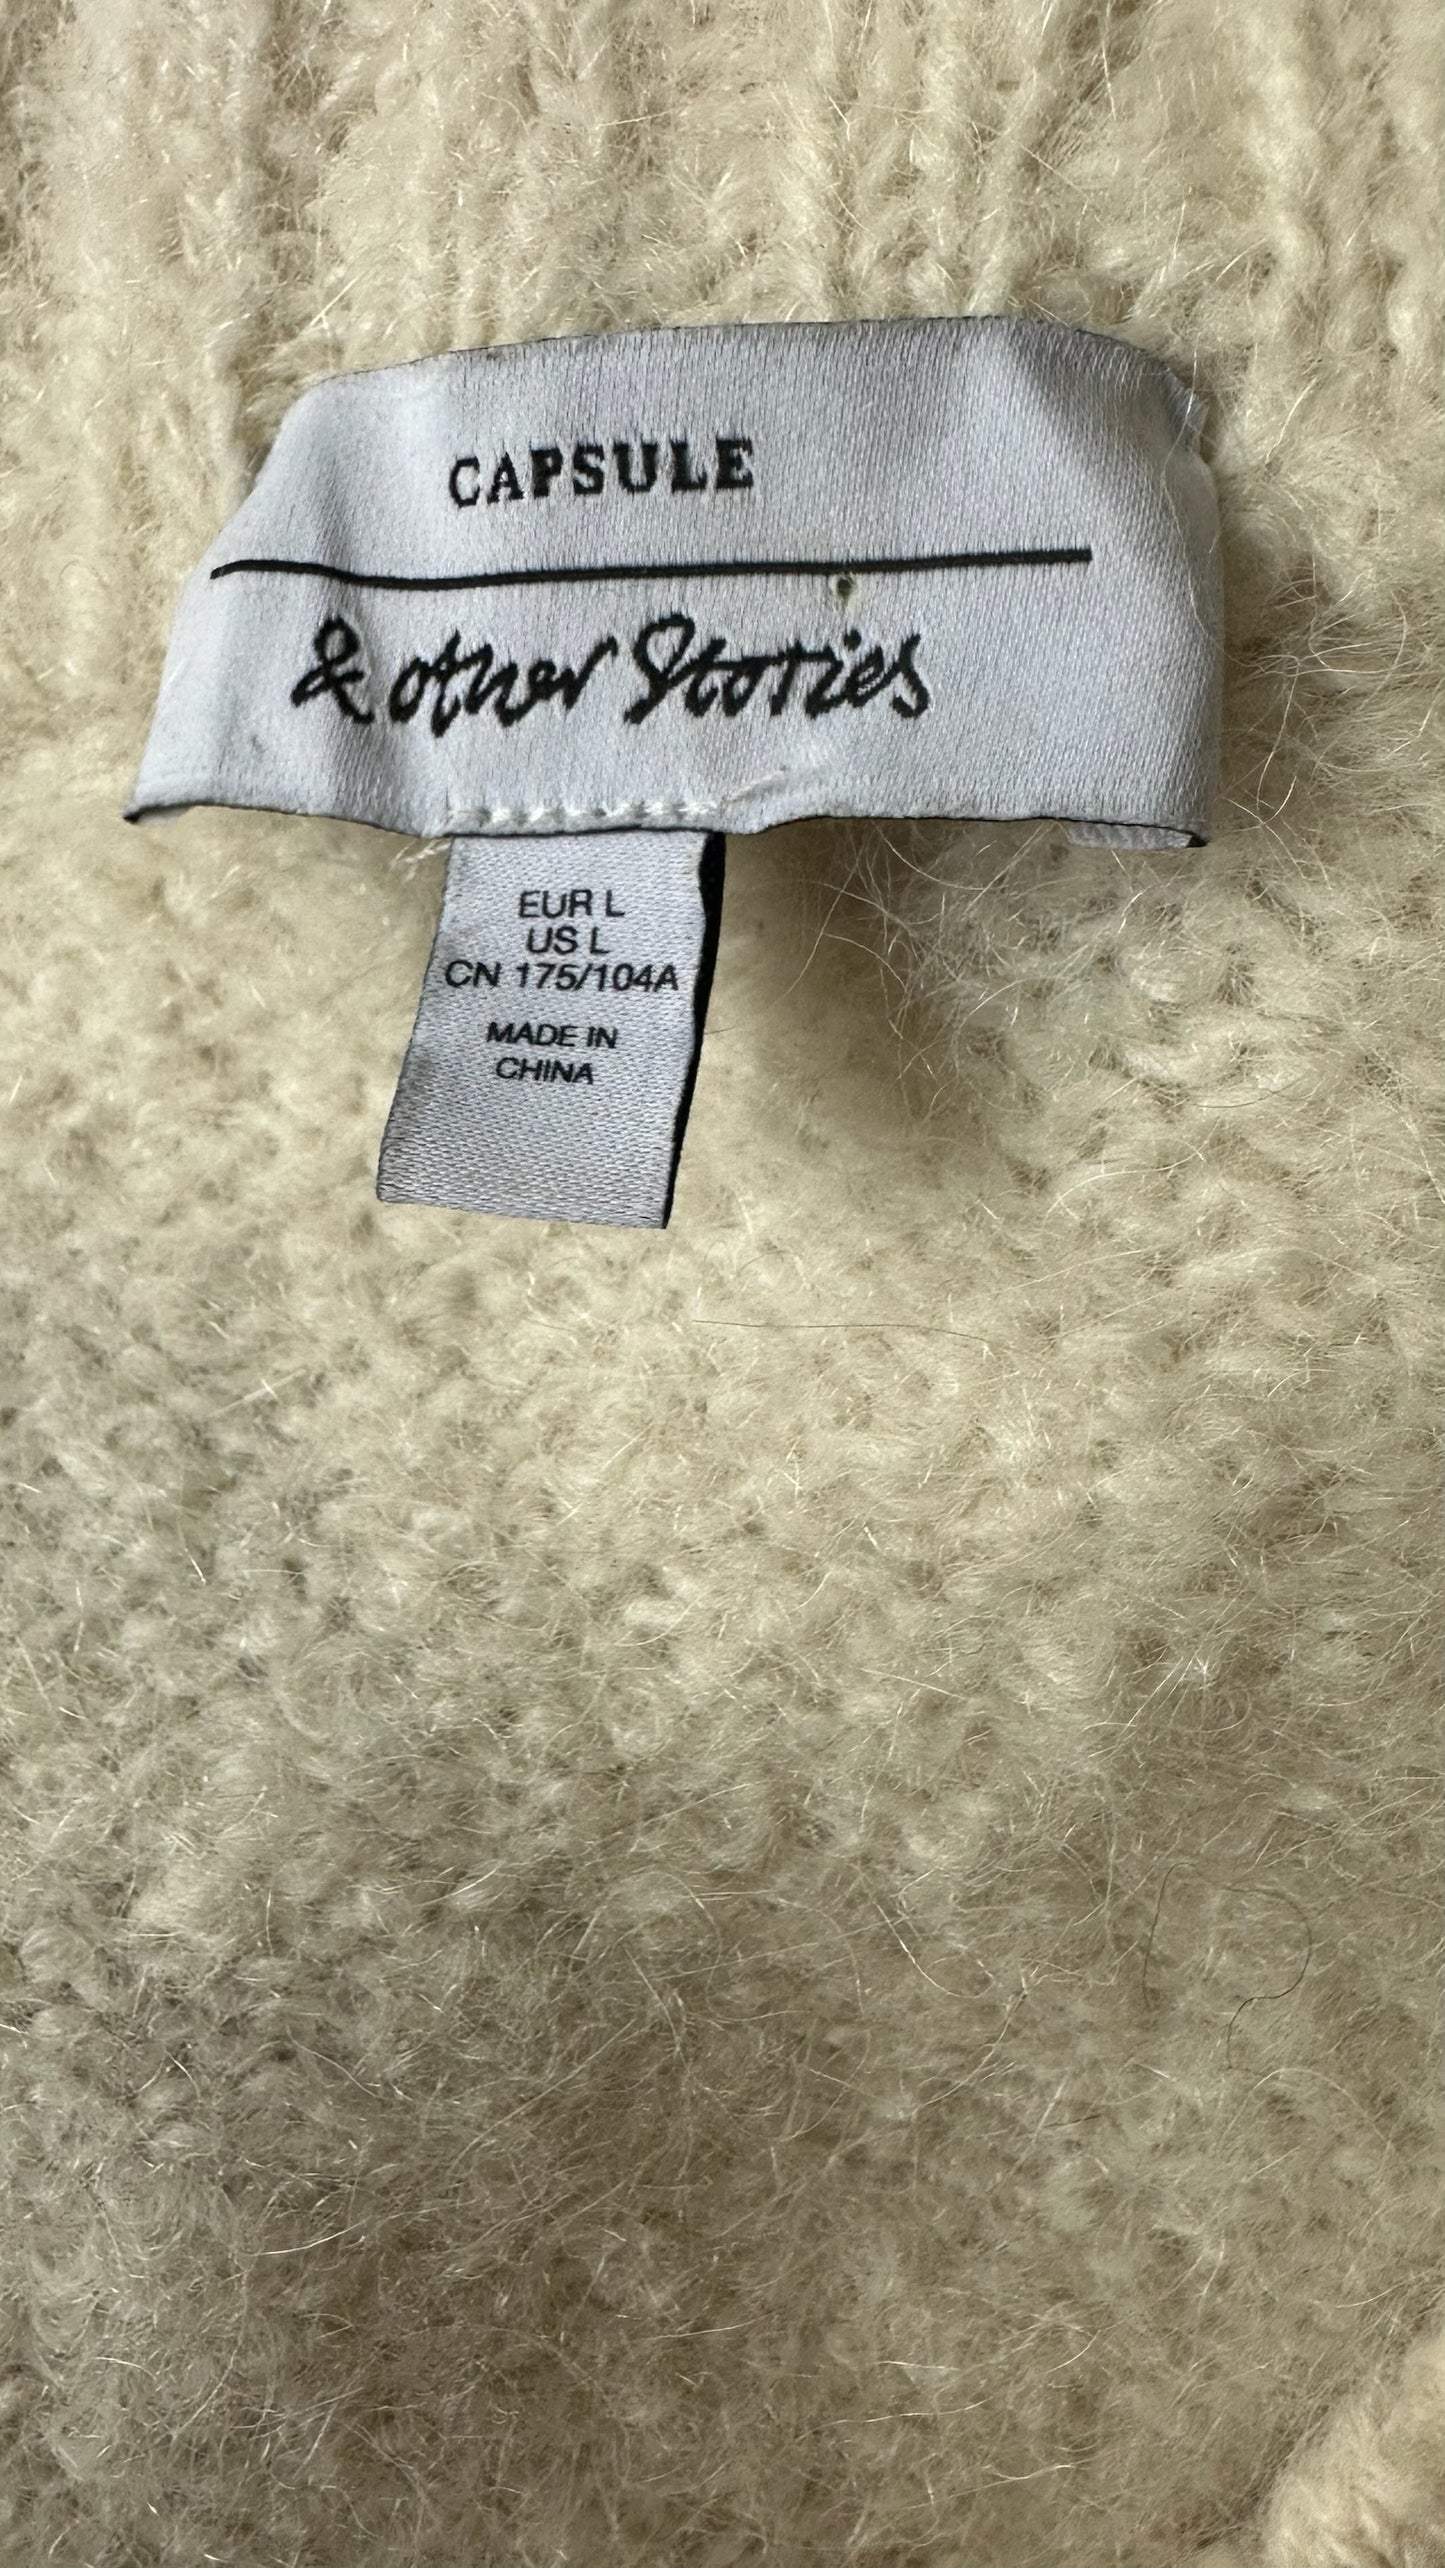 CAPSULE
& other Stories
EUR L
US L
CN 175/104A
MADE IN
CHINA